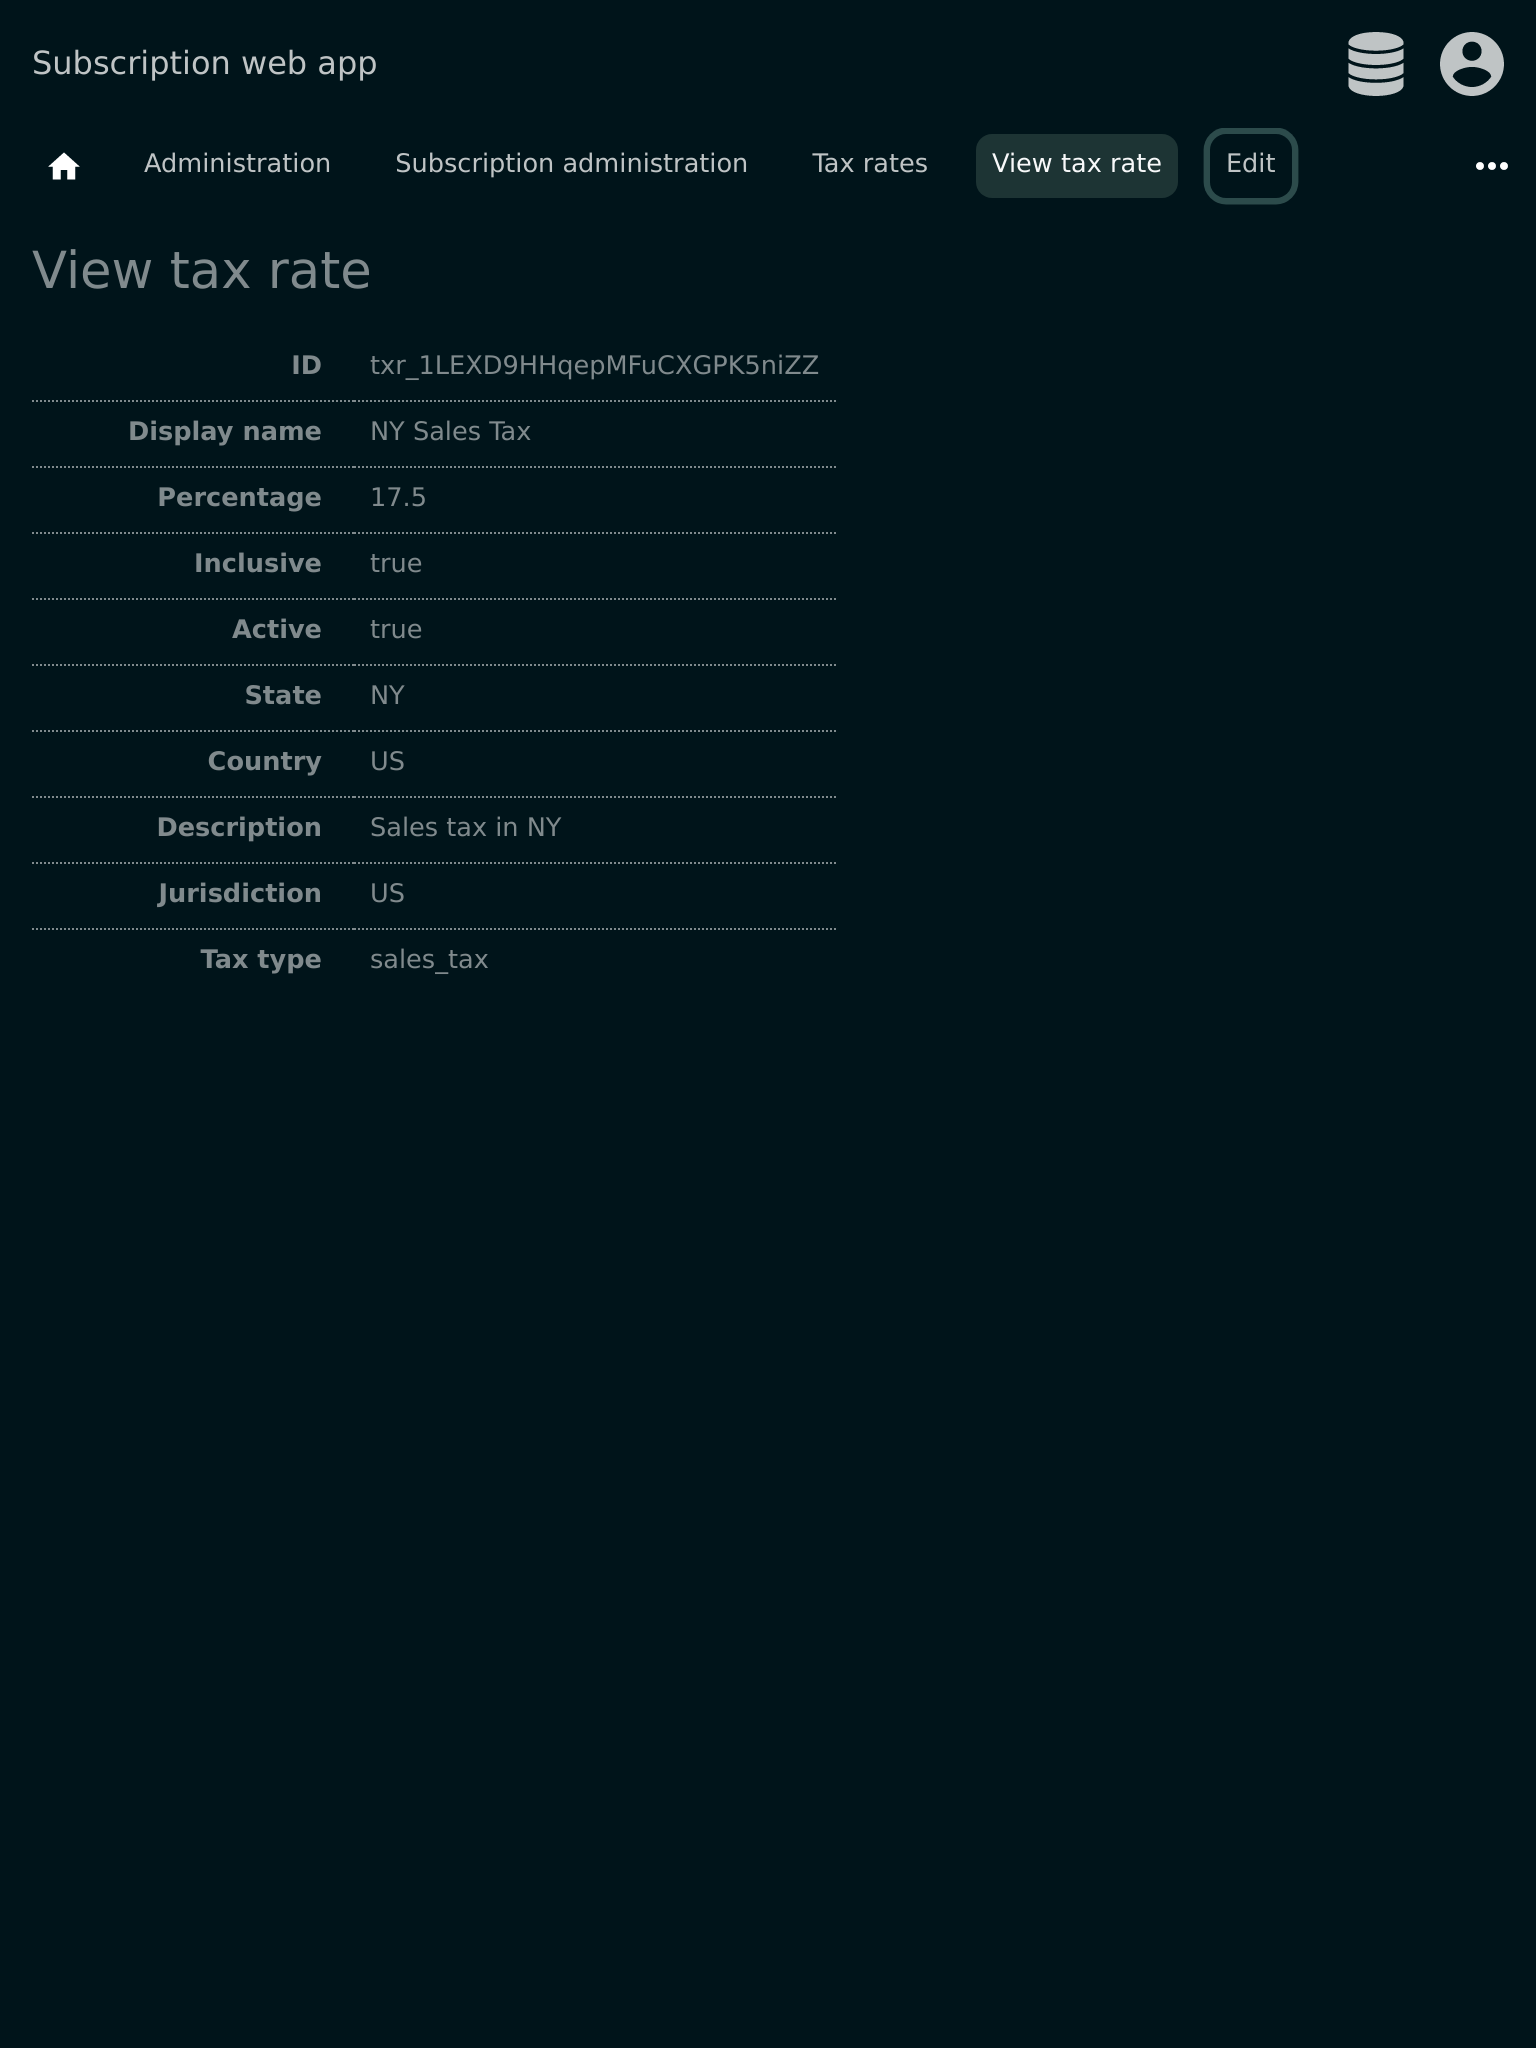 Subscription web app
Administration Subscription administration Tax rates View tax rate Edit
View tax rate
ID txr_1LEXD9HHqepMFuCXGPK5niZZ
Display name NY Sales Tax
Percentage 17.5
Inclusive true
Active true
State NY
Country US
Description Sales tax in NY
Jurisdiction US
Tax type sales_tax